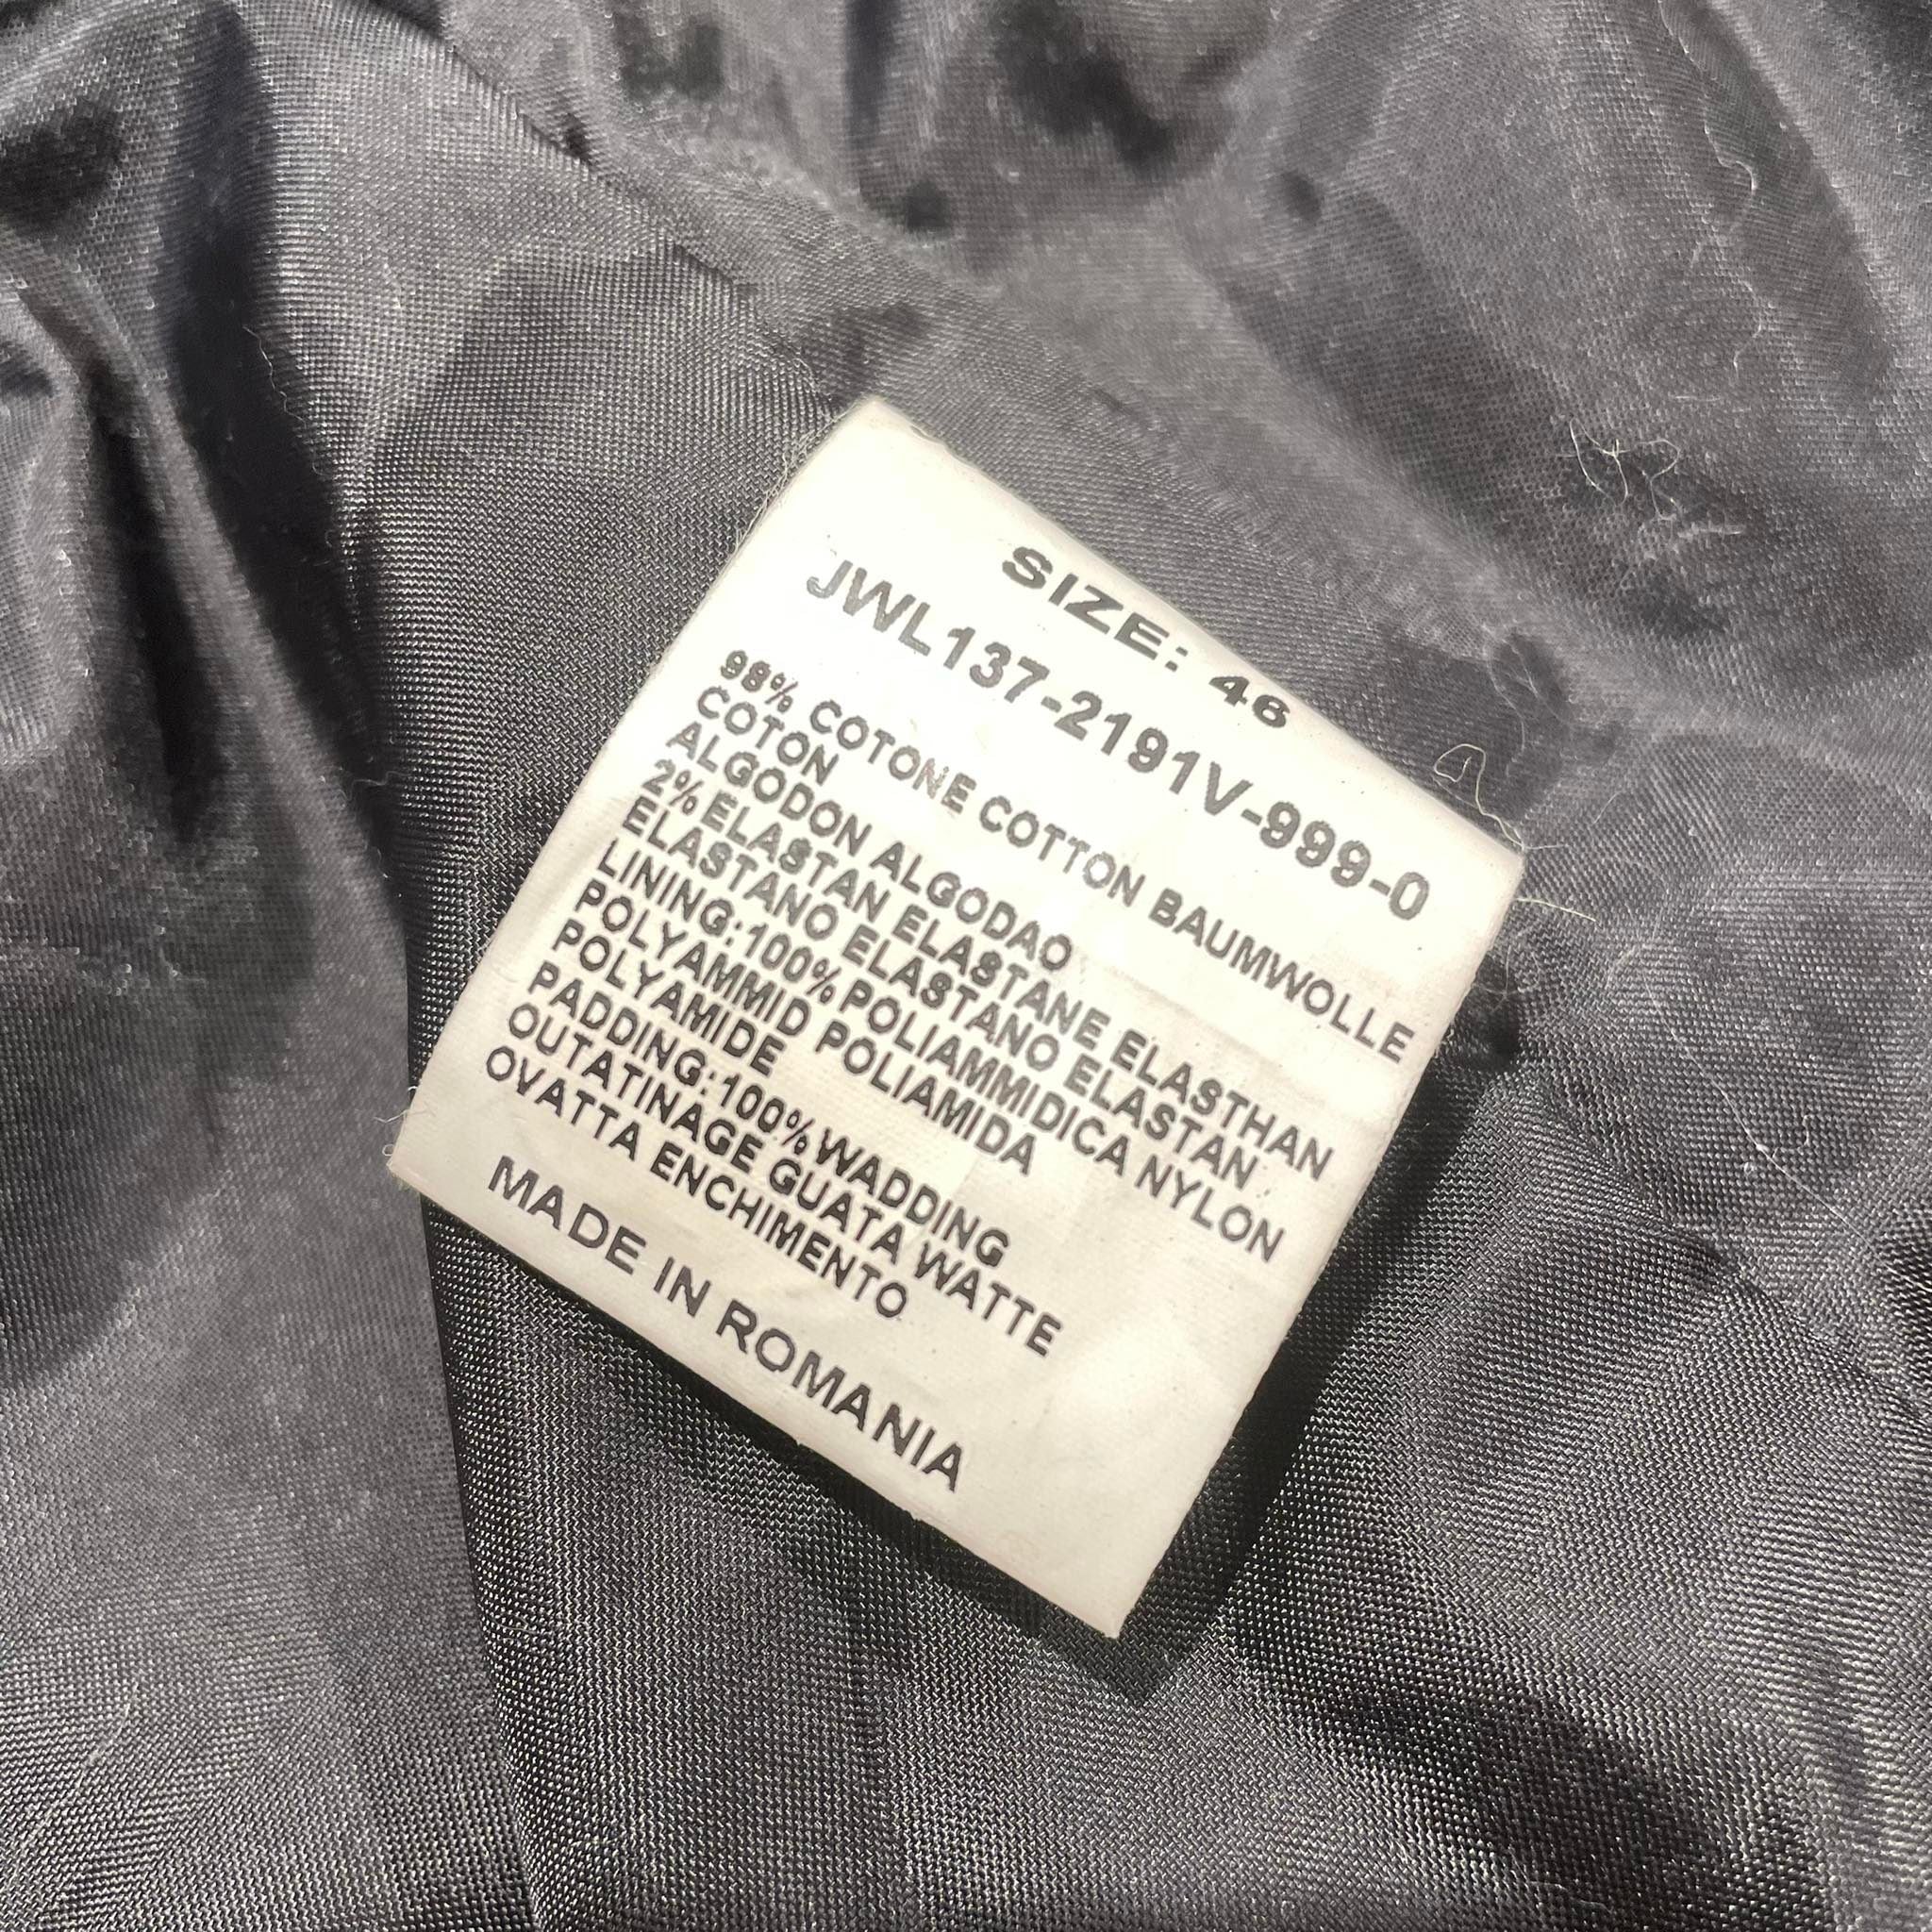 SIZE: 46
JWL137-2191V-999-0
98% COTONE COTTON BAUMWOLLE
COTON
ALGODON ALGODAO
2% ELASTAN ELASTANE ELASTHAN
ELASTANO ELASTANO ELASTAN
LINING:100% POLIAMMIDICA NYLON
POLYAMMID POLIAMIDA
POLYAMIDE
PADDING:100% WADDING
OUTATINAGE GUATA WATTE
OVATTA ENCHIMENTO
MADE IN ROMANIA